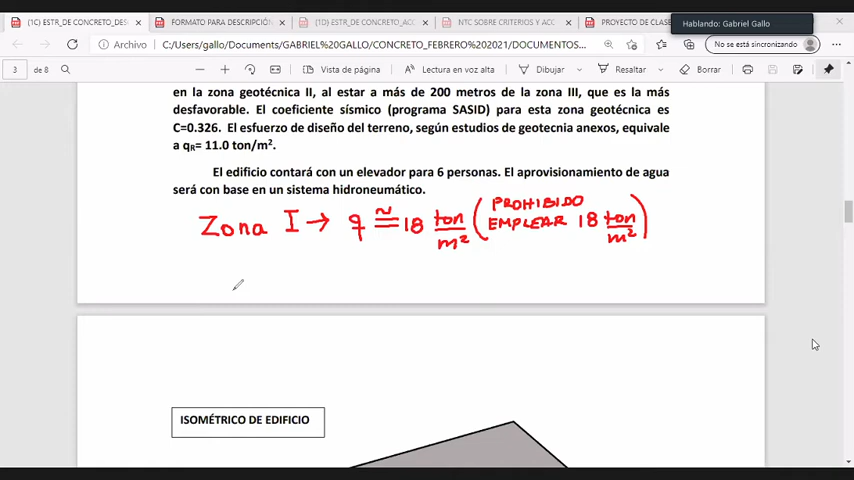 (1C) ESTR_DE CONCRETO_DES
FORMATO PARA DESCRIPCIÓN
(1D) ESTR_DE CONCRETO_ACC
NTC SOBRE CRITERIOS Y ACC
PROYECTO DE CLASE
Hablando: Gabriel Gallo
Archivo
C:/Users/gallo/Documents/GABRIEL%20GALLO/CONCRETO_FEBRERO%202021/DOCUMENTOS...
No se está sincronizando
3 de 8
Vista de página
Lectura en voz alta
Dibujar
Resaltar
Borrar
en la zona geotécnica II, al estar a más de 200 metros de la zona III, que es la más
desfavorable. El coeficiente sísmico (programa SASID) para esta zona geotécnica es
C=0.326. El esfuerzo de diseño del terreno, según estudios de geotecnia anexos, equivale
a qR= 11.0 ton/m².
El edificio contará con un elevador para 6 personas. El aprovisionamiento de agua
será con base en un sistema hidroneumático.
Zona I → q ≅ 18 ton/m² (PROHIBIDO
EMPLEAR 18 ton/m²)
ISOMÉTRICO DE EDIFICIO